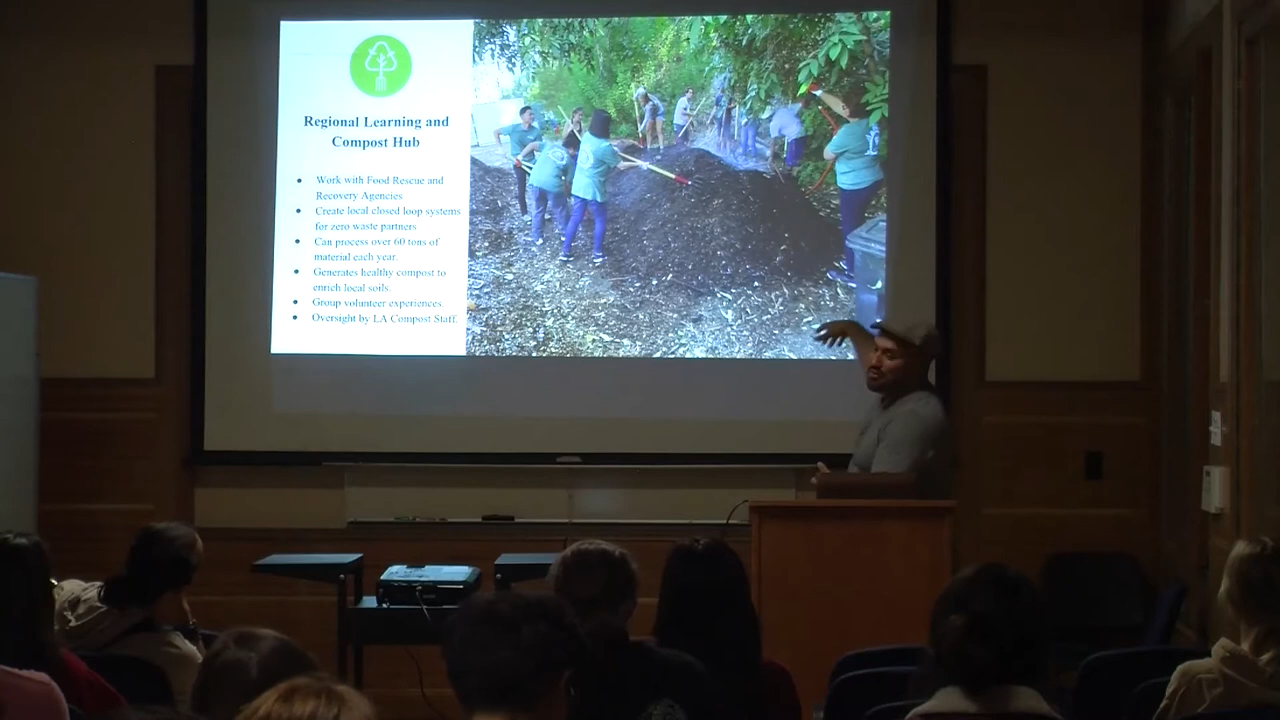 Regional Learning and
Compost Hub
• Work with Food Rescue and
Recovery Agencies
• Create local closed loop systems
for zero waste partners
• Can process over 60 tons of
material each year.
• Generates healthy compost to
enrich local soils.
• Group volunteer experiences.
• Oversight by LA Compost Staff.